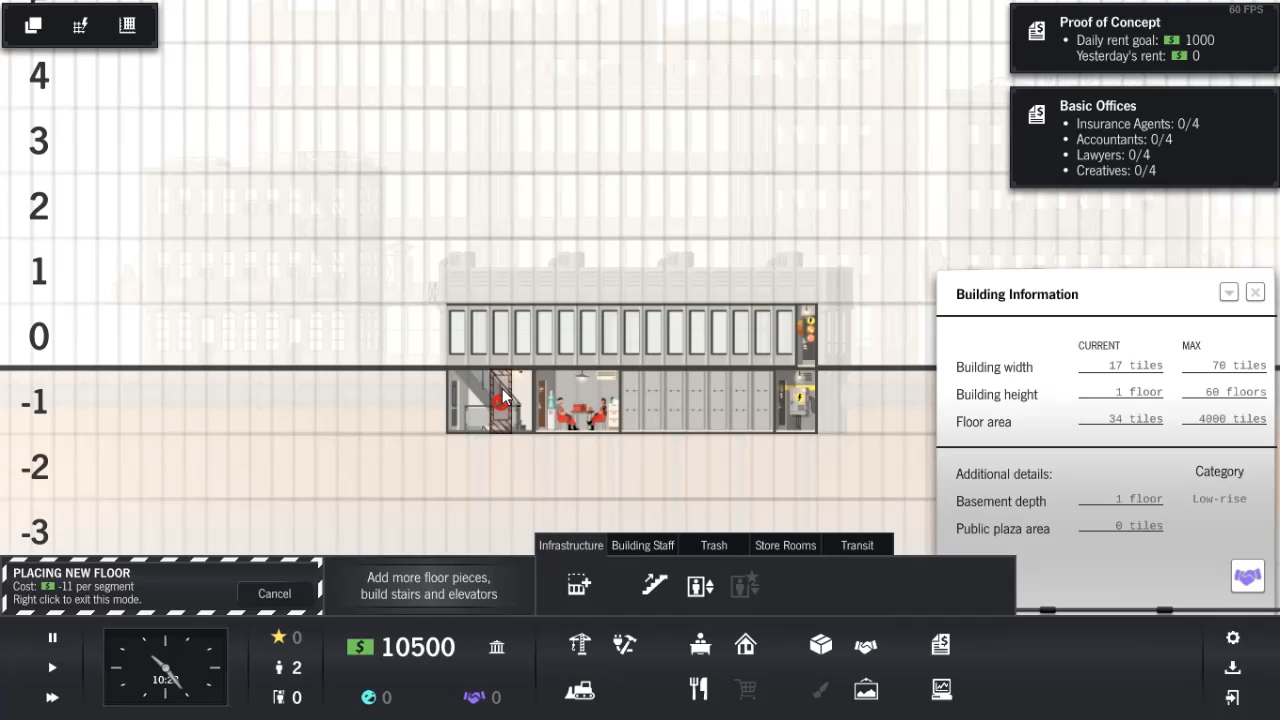 60 FPS
Proof of Concept
• Daily rent goal: 1000
Yesterday's rent: 0
Basic Offices
• Insurance Agents: 0/4
• Accountants: 0/4
• Lawyers: 0/4
• Creatives: 0/4
4
3
2
1
0
-1
-2
-3
Building Information
CURRENT MAX
Building width 17 tiles 70 tiles
Building height 1 floor 60 floors
Floor area 34 tiles 4000 tiles
Additional details: Category
Basement depth 1 floor Low-rise
Public plaza area 0 tiles
Infrastructure Building Staff Trash Store Rooms Transit
PLACING NEW FLOOR
Cost: -11 per segment
Right click to exit this mode.
Cancel
Add more floor pieces,
build stairs and elevators
0
2
0
10500
0 0